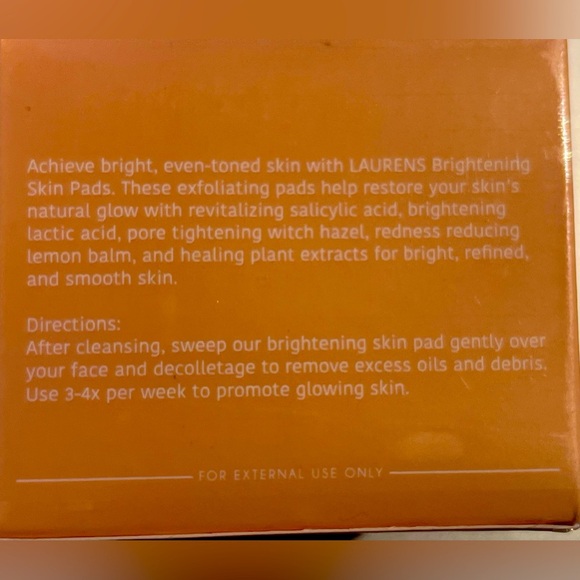 Achieve bright, even-toned skin with LAURENS Brightening
Skin Pads. These exfoliating pads help restore your skin's
natural glow with revitalizing salicylic acid, brightening
lactic acid, pore tightening witch hazel, redness reducing
lemon balm, and healing plant extracts for bright, refined,
and smooth skin.
Directions:
After cleansing, sweep our brightening skin pad gently over
your face and decolletage to remove excess oils and debris.
Use 3-4x per week to promote glowing skin.
FOR EXTERNAL USE ONLY